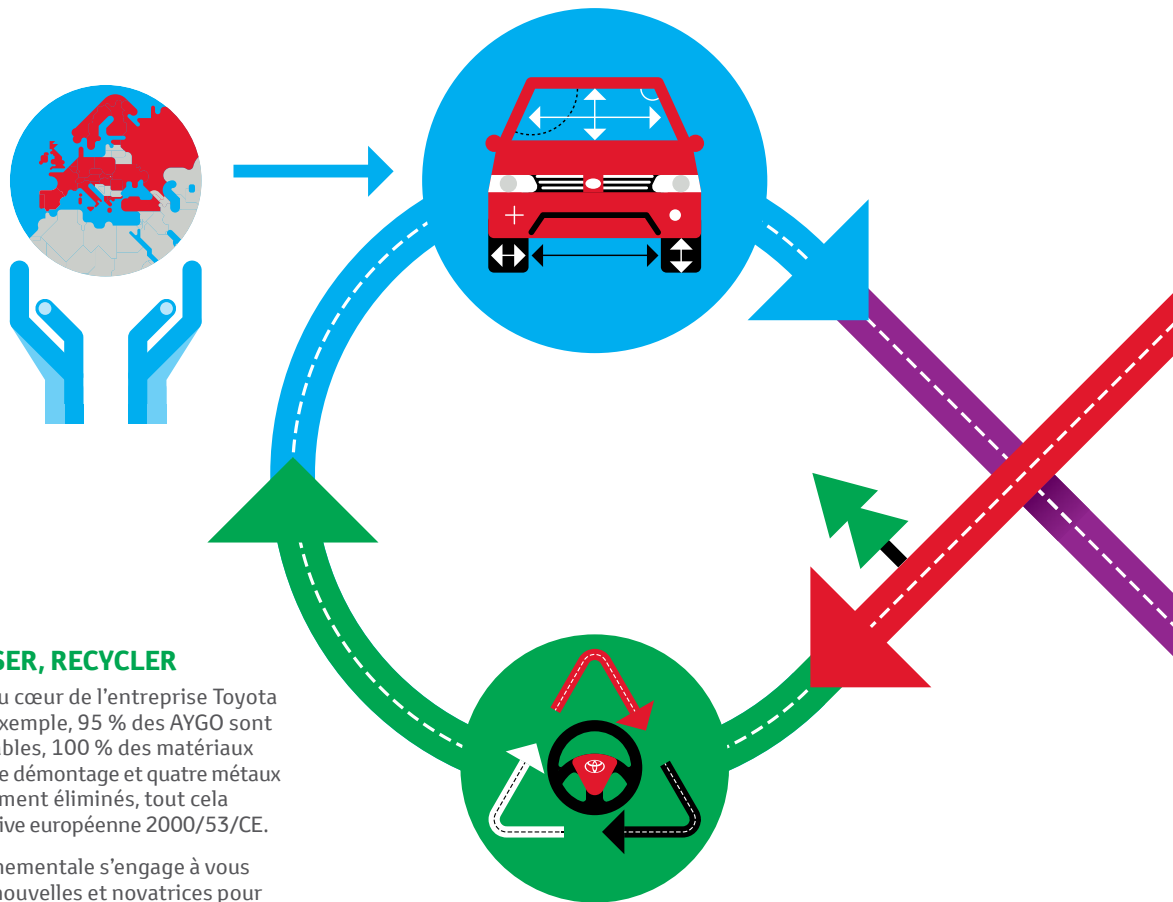 SER, RECYCLER
u cœur de l’entreprise Toyota
xemple, 95 % des AYGO sont
ables, 100 % des matériaux
e démontage et quatre métaux
ment éliminés, tout cela
ive européenne 2000/53/CE.
nementale s’engage à vous
nouvelles et novatrices pour